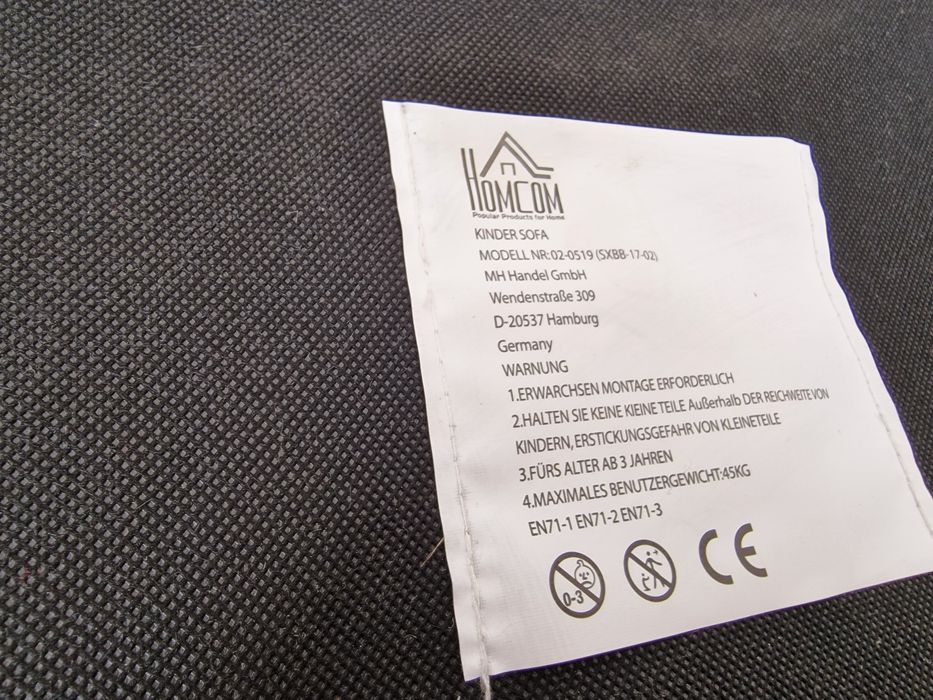 HOMCOM
Popular Products for Home
KINDER SOFA
MODELL NR: 02-0519 (SXBB-17-02)
MH Handel GmbH
Wendenstraße 309
D-20537 Hamburg
Germany
WARNUNG
1.ERWARCHSEN MONTAGE ERFORDERLICH
2.HALTEN SIE KEINE KIEINE TEILE Außerhalb DER REICHWEITE VON
KINDERN, ERSTICKUNGSGEFAHR VON KLEINETEILE
3.FÜRS ALTER AB 3 JAHREN
4.MAXIMALES BENUTZERGEWICHT:45KG
EN71-1 EN71-2 EN71-3
0-3 CE